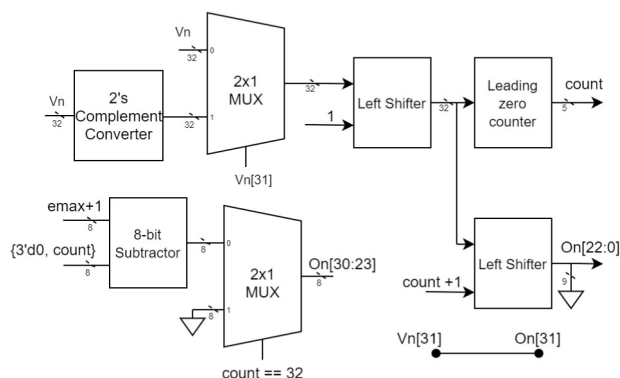 Vn
32
0
2x1
MUX
Vn
32
2's
Complement
Converter
32
1
Vn[31]
32
1
Left Shifter
32
Leading
zero
counter
count
5
emax+1
8
{3'd0, count}
8
8-bit
Subtractor
8
0
2x1
MUX
8
1
On[30:23]
8
count == 32
count +1
Left Shifter
On[22:0]
9
Vn[31]
On[31]